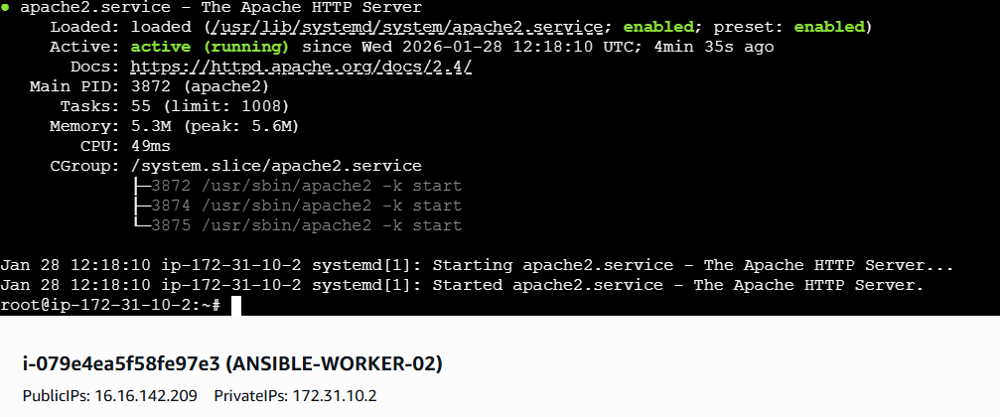 ● apache2.service - The Apache HTTP Server
     Loaded: loaded (/usr/lib/systemd/system/apache2.service; enabled; preset: enabled)
     Active: active (running) since Wed 2026-01-28 12:18:10 UTC; 4min 35s ago
       Docs: https://httpd.apache.org/docs/2.4/
   Main PID: 3872 (apache2)
      Tasks: 55 (limit: 1008)
     Memory: 5.3M (peak: 5.6M)
        CPU: 49ms
     CGroup: /system.slice/apache2.service
             ├─3872 /usr/sbin/apache2 -k start
             ├─3874 /usr/sbin/apache2 -k start
             └─3875 /usr/sbin/apache2 -k start
Jan 28 12:18:10 ip-172-31-10-2 systemd[1]: Starting apache2.service - The Apache HTTP Server...
Jan 28 12:18:10 ip-172-31-10-2 systemd[1]: Started apache2.service - The Apache HTTP Server.
root@ip-172-31-10-2:~#
i-079e4ea5f58fe97e3 (ANSIBLE-WORKER-02)
PublicIPs: 16.16.142.209 PrivateIPs: 172.31.10.2